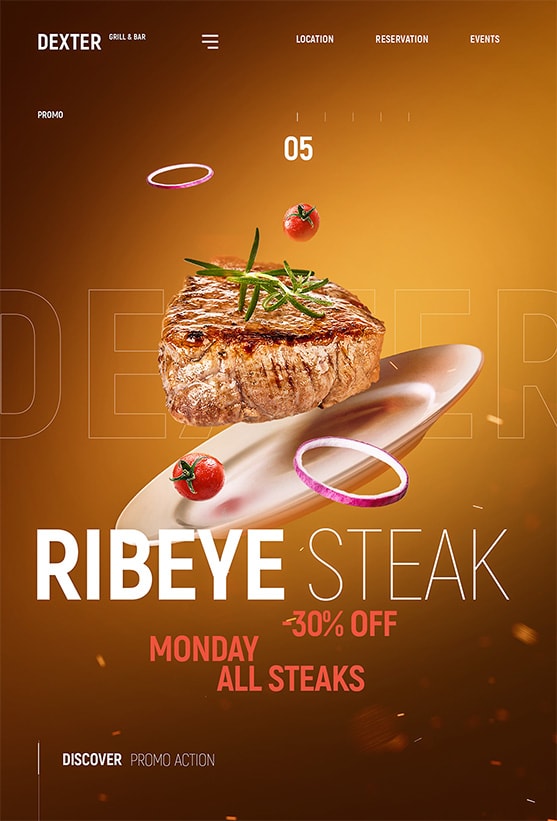 DEXTER GRILL & BAR
LOCATION RESERVATION EVENTS
PROMO
05
DEXTER
RIBEYE STEAK
-30% OFF
MONDAY
ALL STEAKS
DISCOVER PROMO ACTION